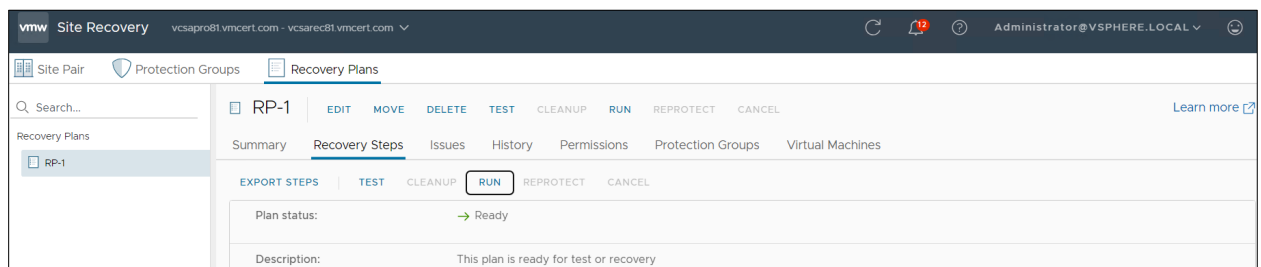 vmw Site Recovery vcsapro81.vmcert.com - vcsarec81.vmcert.com 12 Administrator@VSPHERE.LOCAL
Site Pair Protection Groups Recovery Plans
Search... RP-1 EDIT MOVE DELETE TEST CLEANUP RUN REPROTECT CANCEL Learn more
Recovery Plans Summary Recovery Steps Issues History Permissions Protection Groups Virtual Machines
RP-1
EXPORT STEPS TEST CLEANUP RUN REPROTECT CANCEL
Plan status: Ready
Description: This plan is ready for test or recovery